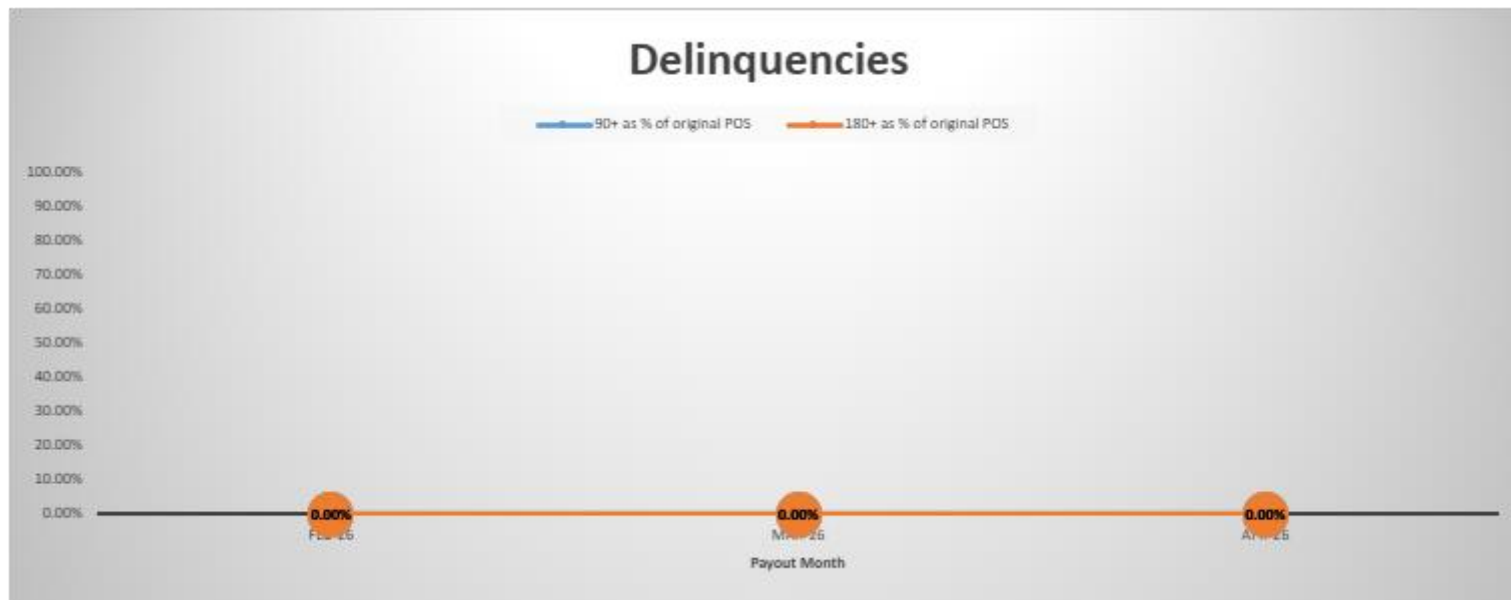 Delinquencies
90+ as % of original POS 180+ as % of original POS
100.00%
90.00%
80.00%
70.00%
60.00%
50.00%
40.00%
30.00%
20.00%
10.00%
0.00%
0.00% 0.00% 0.00%
Payout Month